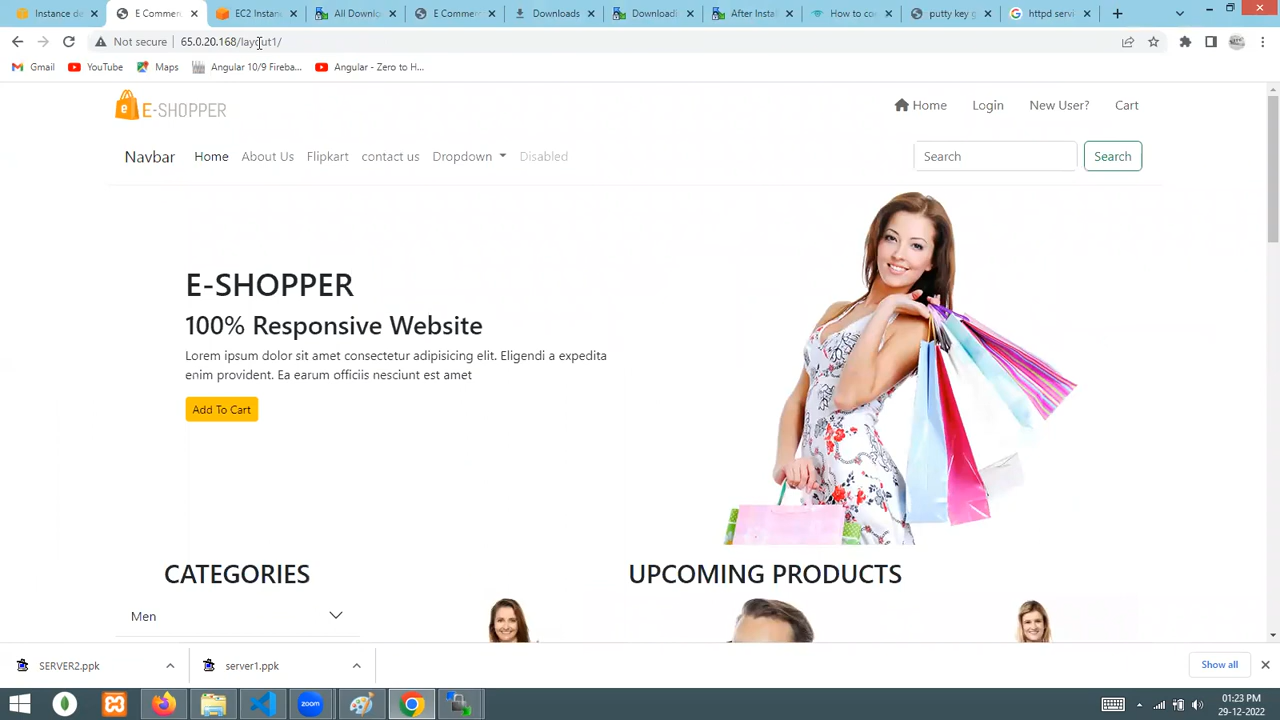 Instance de
E Commer
EC2 Instan
All Downlo
E Commer
Downloads
Downloadi
After Instal
How to co
putty key g
httpd servi
Not secure
65.0.20.168/layout1/
Gmail
YouTube
Maps
Angular 10/9 Fireba...
Angular - Zero to H...
e E-SHOPPER
Home
Login
New User?
Cart
Navbar
Home
About Us
Flipkart
contact us
Dropdown
Disabled
Search
Search
E-SHOPPER
100% Responsive Website
Lorem ipsum dolor sit amet consectetur adipisicing elit. Eligendi a expedita
enim provident. Ea earum officiis nesciunt est amet
Add To Cart
CATEGORIES
UPCOMING PRODUCTS
Men
SERVER2.ppk
server1.ppk
Show all
zoom
01:23 PM
29-12-2022